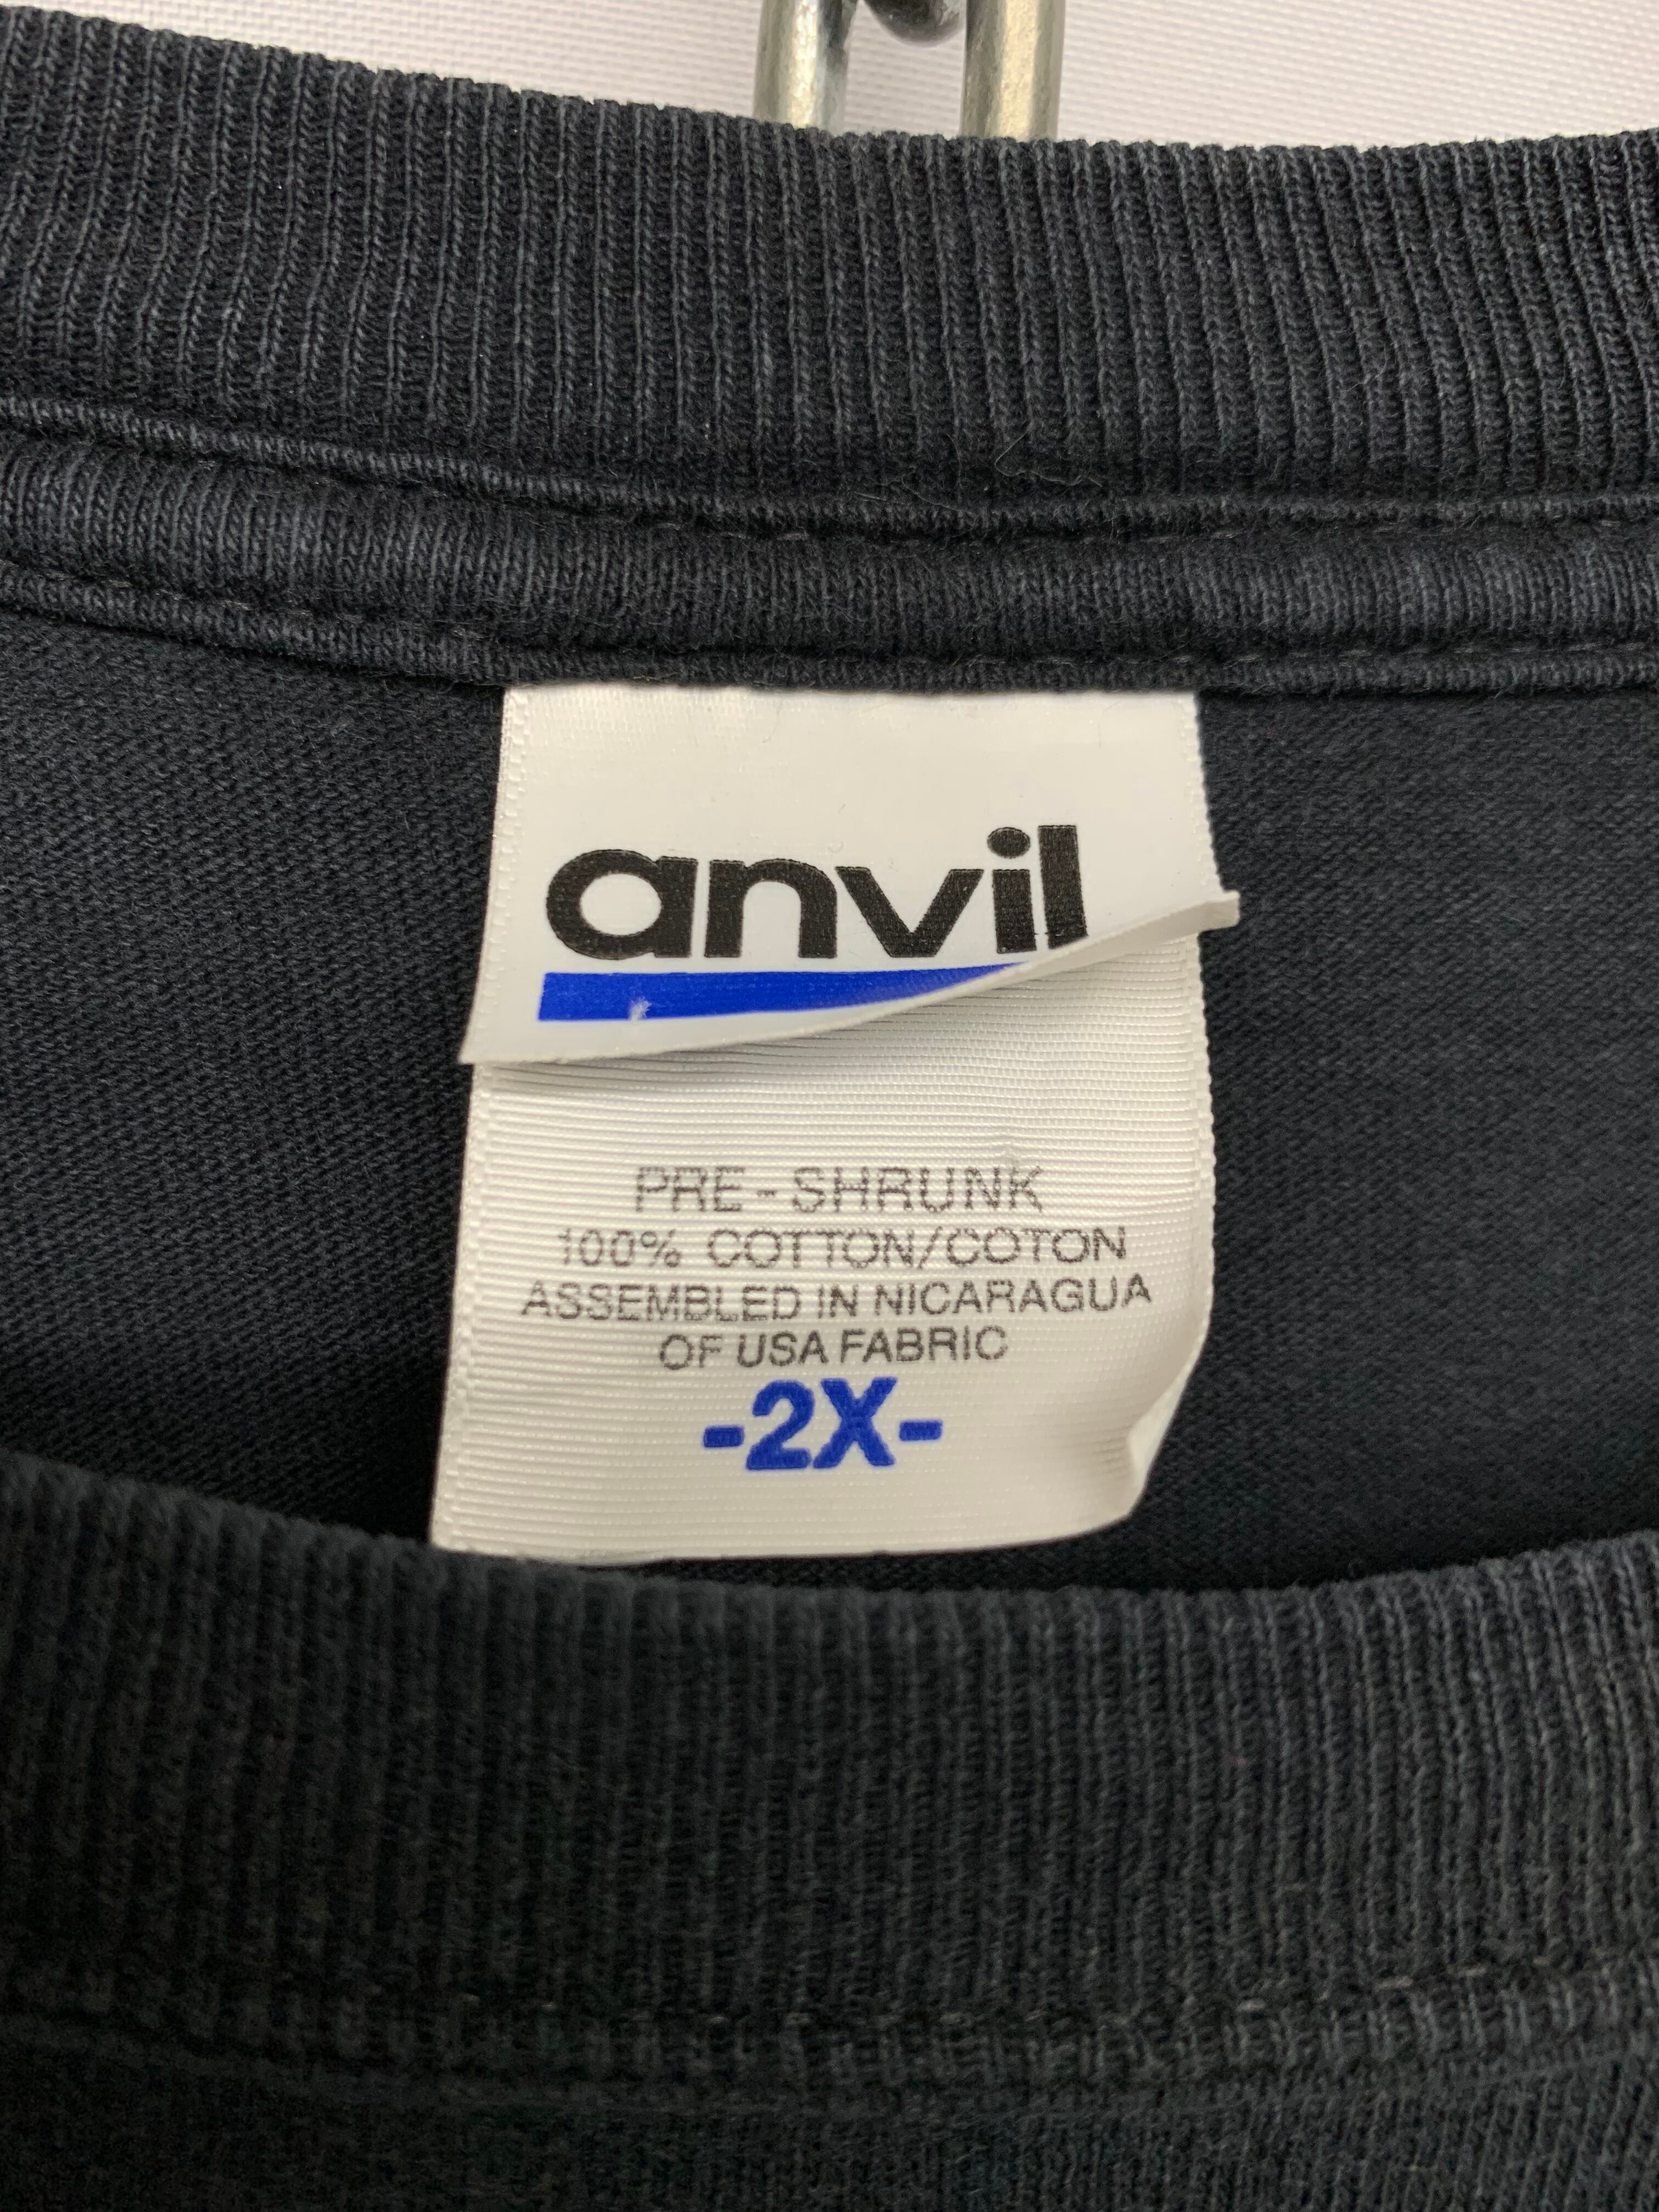 anvil
PRE-SHRUNK
100% COTTON/COTON
ASSEMBLED IN NICARAGUA
OF USA FABRIC
-2X-